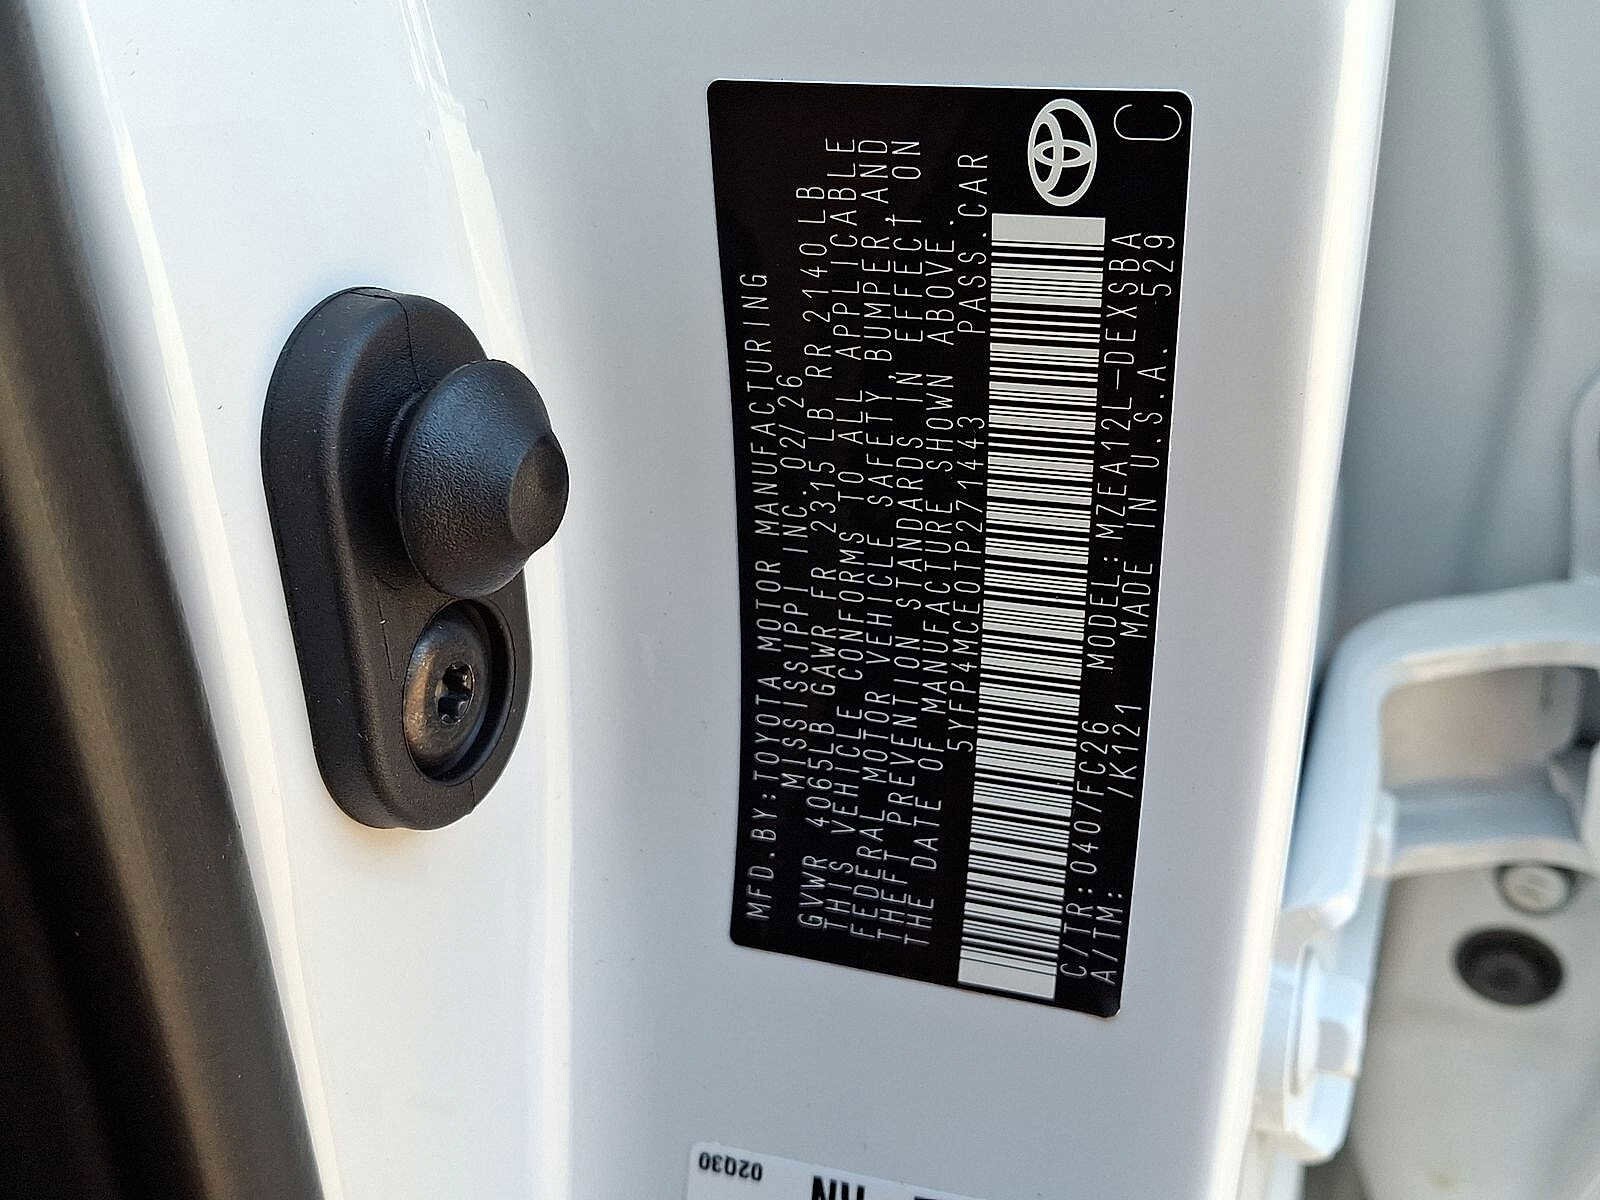 MFD.BY:TOYOTA MOTOR MANUFACTURING
MISSISSIPPI INC. 02/26
GVWR 4065LB GAWR FR 2315 LB RR 2140LB
THIS VEHICLE CONFORMS TO ALL APPLICABLE
FEDERAL MOTOR VEHICLE SAFETY, BUMPER, AND
THEFT PREVENTION STANDARDS IN EFFECT ON
THE DATE OF MANUFACTURE SHOWN ABOVE.
5YFP4MCE0TP271443 PASS.CAR
C/TR:040/FC26 MODEL:MZEA12L-DEXSBA
A/TM: /K121 MADE IN U.S.A. 529
C
02030